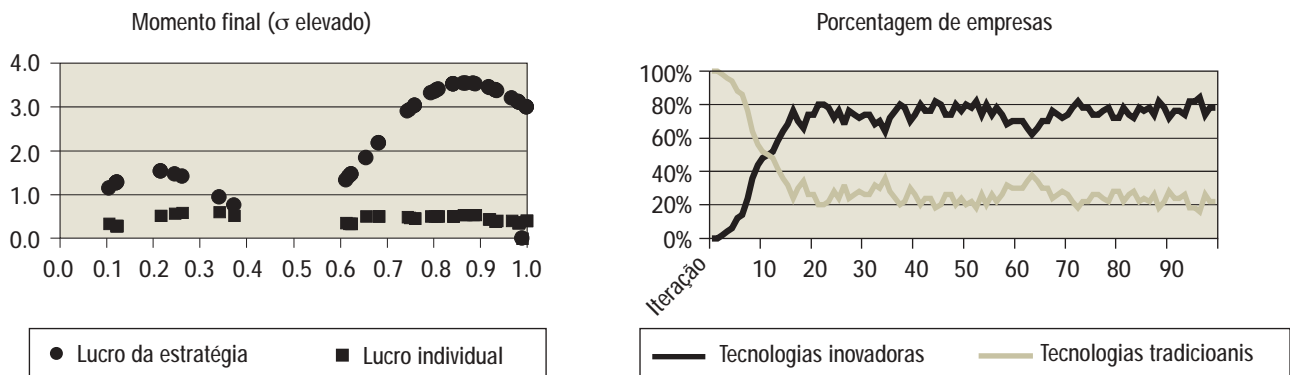 Momento final (σ elevado)
4.0
3.0
2.0
1.0
0.0
0.0 0.1 0.2 0.3 0.4 0.5 0.6 0.7 0.8 0.9 1.0
Lucro da estratégia Lucro individual
Porcentagem de empresas
100%
80%
60%
40%
20%
0%
Iteração 10 20 30 40 50 60 70 80 90
Tecnologias inovadoras Tecnologias tradicioanis